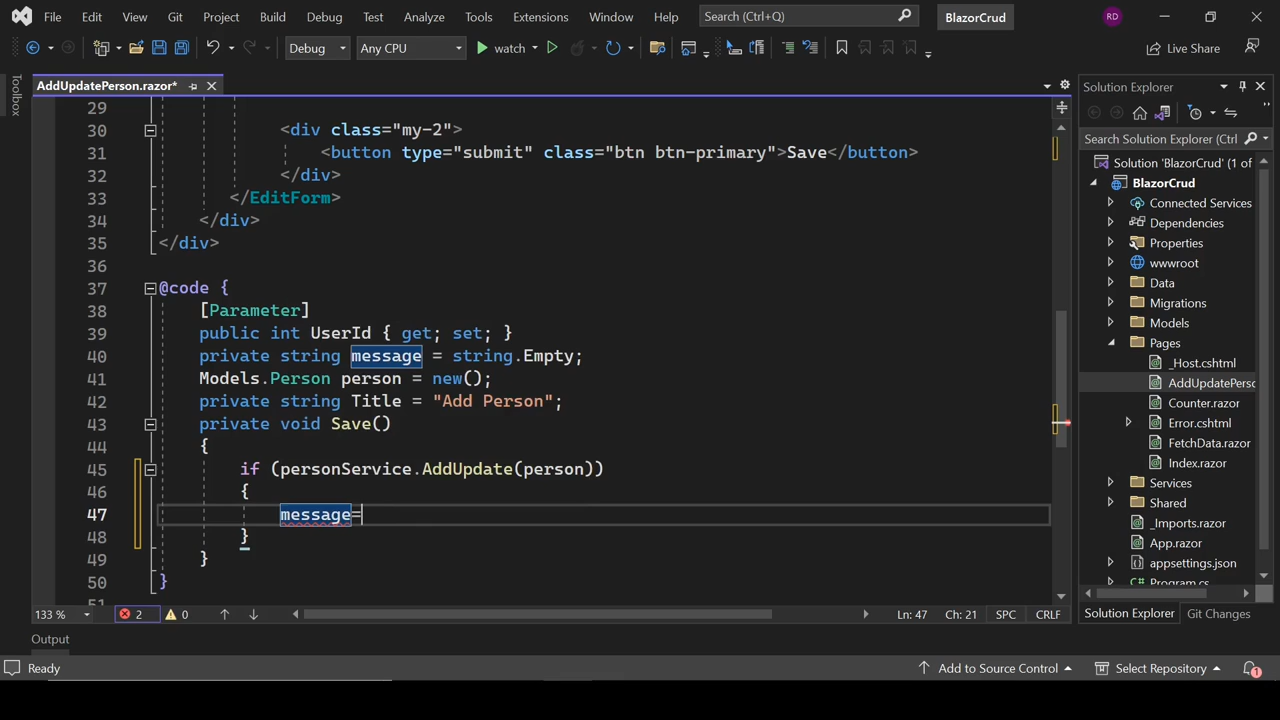 File Edit View Git Project Build Debug Test Analyze Tools Extensions Window Help Search (Ctrl+Q) BlazorCrud RD
Debug Any CPU watch Live Share
Toolbox
AddUpdatePerson.razor*
29
30 <div class="my-2">
31 <button type="submit" class="btn btn-primary">Save</button>
32 </div>
33 </EditForm>
34 </div>
35 </div>
36
37 @code {
38 [Parameter]
39 public int UserId { get; set; }
40 private string message = string.Empty;
41 Models.Person person = new();
42 private string Title = "Add Person";
43 private void Save()
44 {
45 if (personService.AddUpdate(person))
46 {
47 message=
48 }
49 }
50 }
51
133 % 2 0 Ln: 47 Ch: 21 SPC CRLF
Solution Explorer
Search Solution Explorer (Ctrl
Solution 'BlazorCrud' (1 of
BlazorCrud
Connected Services
Dependencies
Properties
wwwroot
Data
Migrations
Models
Pages
_Host.cshtml
AddUpdatePerso
Counter.razor
Error.cshtml
FetchData.razor
Index.razor
Services
Shared
_Imports.razor
App.razor
appsettings.json
Program.cs
Solution Explorer Git Changes
Output
Ready Add to Source Control Select Repository 1